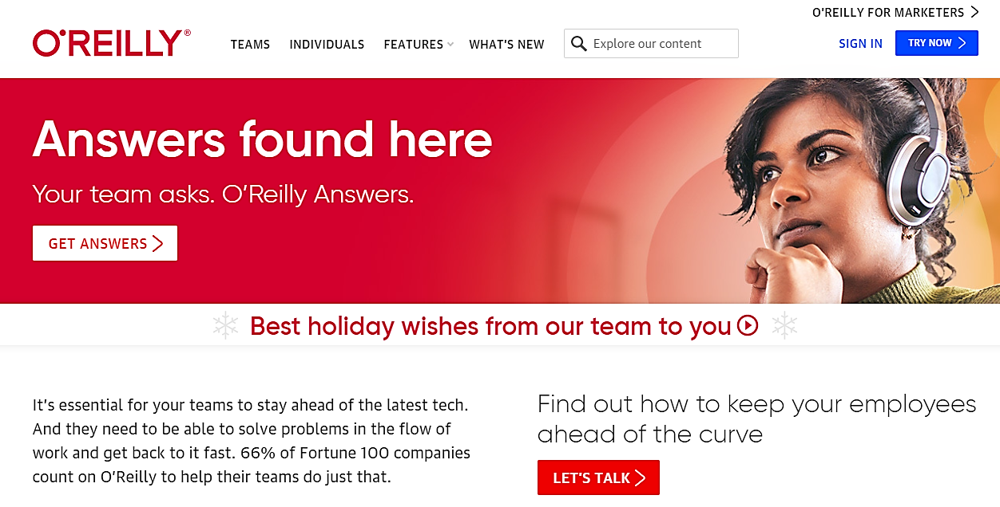 O'REILLY FOR MARKETERS
O'REILLY®
TEAMS
INDIVIDUALS
FEATURES
WHAT'S NEW
Explore our content
SIGN IN
TRY NOW
Answers found here
Your team asks. O'Reilly Answers.
GET ANSWERS
Best holiday wishes from our team to you
It's essential for your teams to stay ahead of the latest tech.
And they need to be able to solve problems in the flow of
work and get back to it fast. 66% of Fortune 100 companies
count on O'Reilly to help their teams do just that.
Find out how to keep your employees
ahead of the curve
LET'S TALK